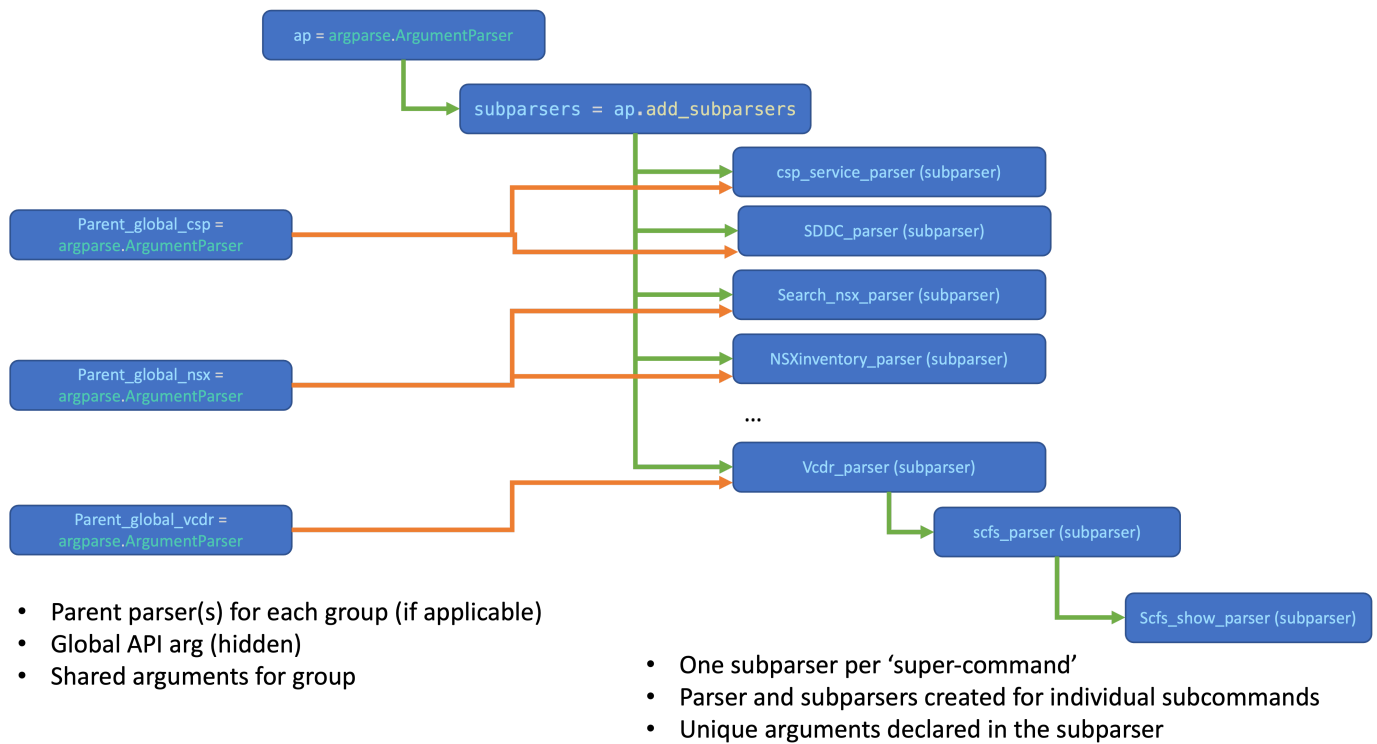 ap = argparse.ArgumentParser
subparsers = ap.add_subparsers
csp_service_parser (subparser)
Parent_global_csp =
argparse.ArgumentParser
SDDC_parser (subparser)
Search_nsx_parser (subparser)
NSXinventory_parser (subparser)
Parent_global_nsx =
argparse.ArgumentParser
...
Vcdr_parser (subparser)
Parent_global_vcdr =
argparse.ArgumentParser
scfs_parser (subparser)
Scfs_show_parser (subparser)
• Parent parser(s) for each group (if applicable)
• Global API arg (hidden)
• Shared arguments for group
• One subparser per ‘super-command’
• Parser and subparsers created for individual subcommands
• Unique arguments declared in the subparser